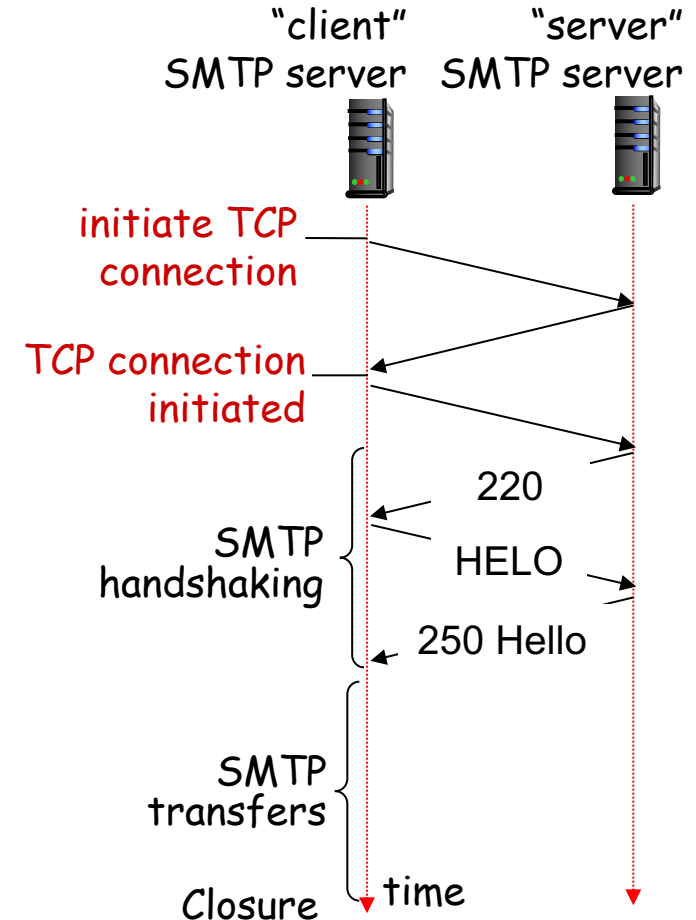 “client” “server”
SMTP server SMTP server
initiate TCP
connection
TCP connection
initiated
220
SMTP
handshaking
HELO
250 Hello
SMTP
transfers
time
Closure